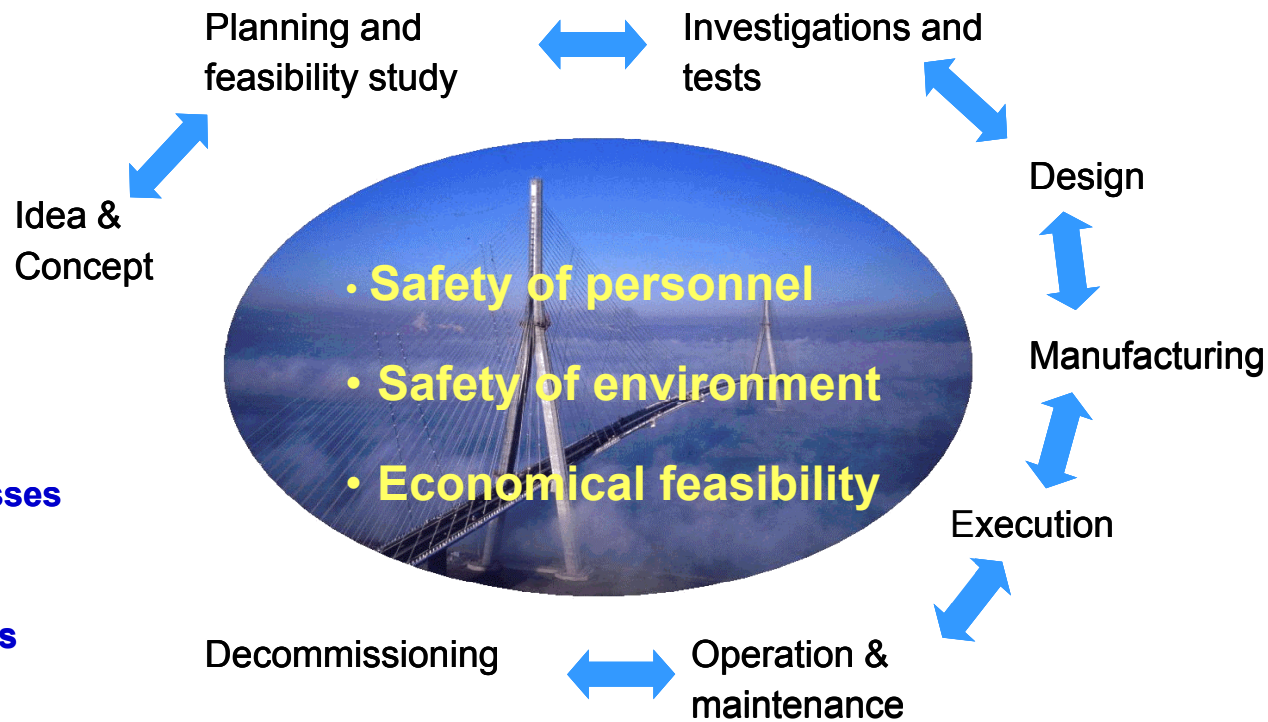 Planning and
feasibility study
Investigations and
tests
Design
Idea &
Concept
• Safety of personnel
• Safety of environment
• Economical feasibility
Manufacturing
Execution
Decommissioning
Operation &
maintenance